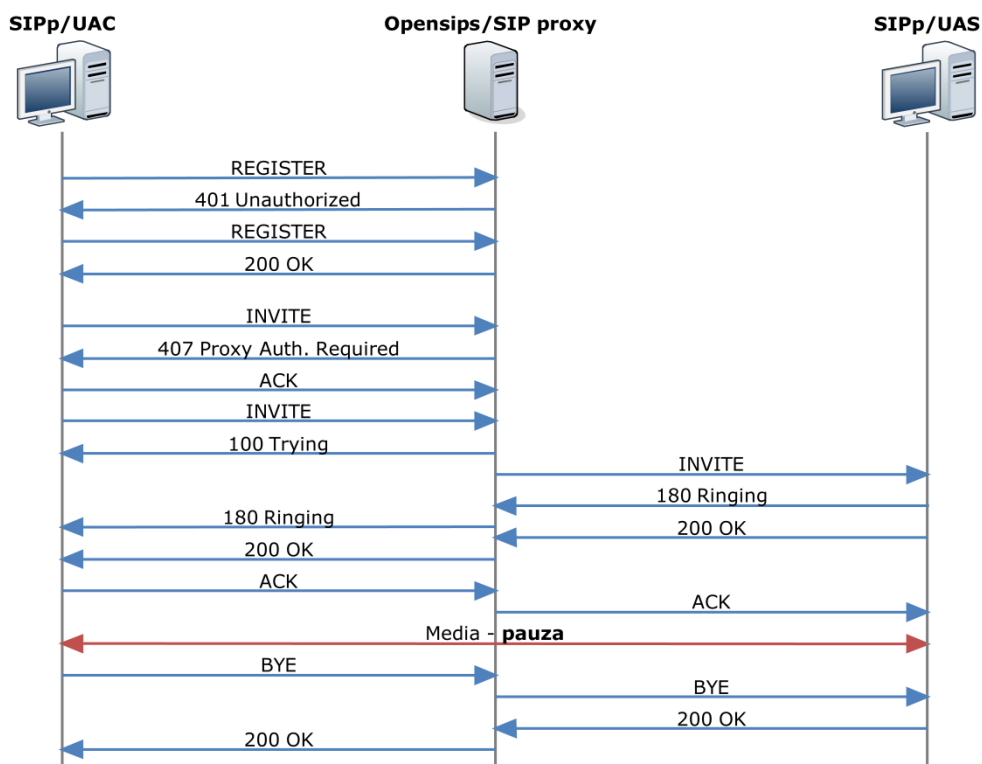 SIPp/UAC
Opensips/SIP proxy
SIPp/UAS
REGISTER
401 Unauthorized
REGISTER
200 OK
INVITE
407 Proxy Auth. Required
ACK
INVITE
100 Trying
INVITE
180 Ringing
180 Ringing
200 OK
200 OK
ACK
ACK
Media - pauza
BYE
BYE
200 OK
200 OK